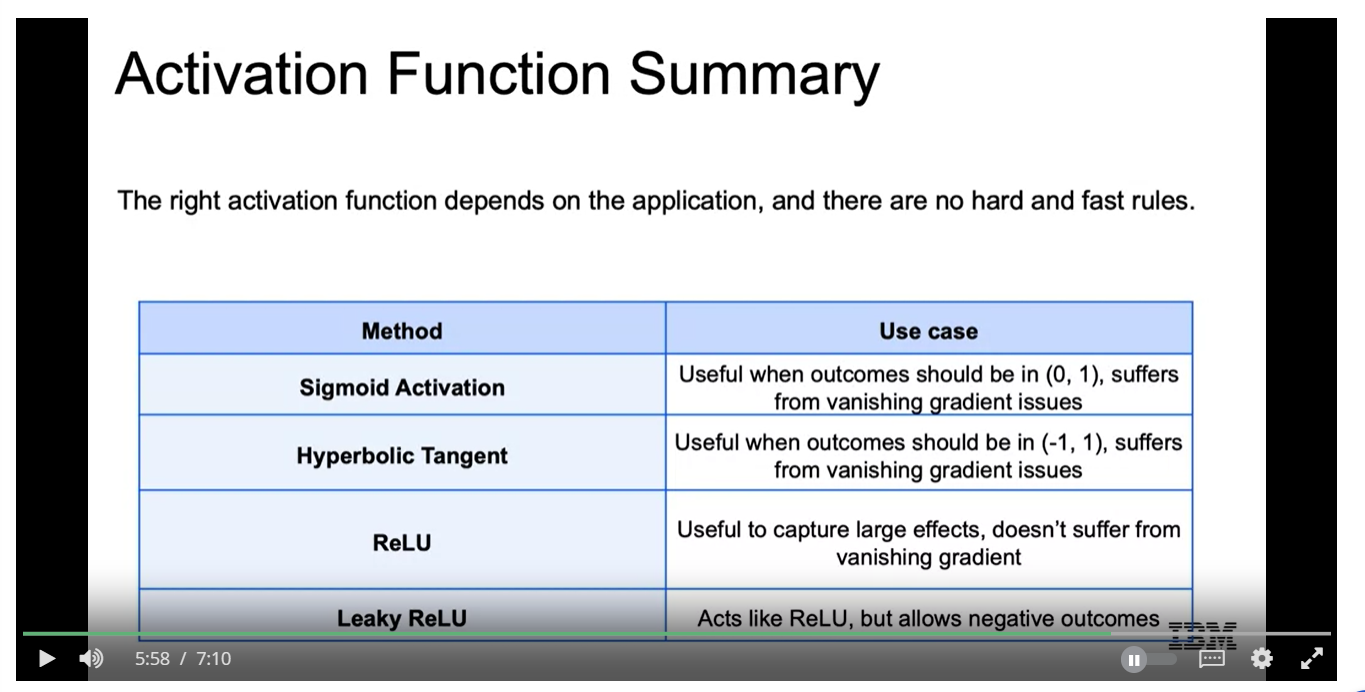 Activation Function Summary
The right activation function depends on the application, and there are no hard and fast rules.
Method
Use case
Sigmoid Activation
Useful when outcomes should be in (0, 1), suffers
from vanishing gradient issues
Hyperbolic Tangent
Useful when outcomes should be in (-1, 1), suffers
from vanishing gradient issues
ReLU
Useful to capture large effects, doesn’t suffer from
vanishing gradient
Leaky ReLU
Acts like ReLU, but allows negative outcomes
IBM
5:58 / 7:10